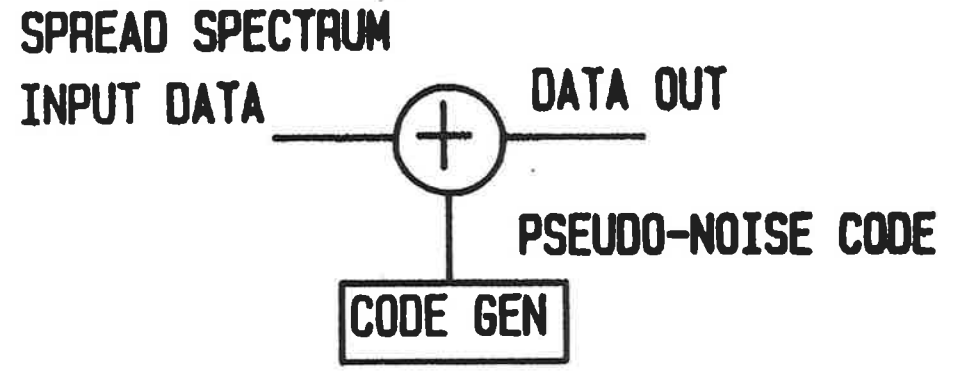 SPREAD SPECTRUM
INPUT DATA
DATA OUT
PSEUDO-NOISE CODE
CODE GEN